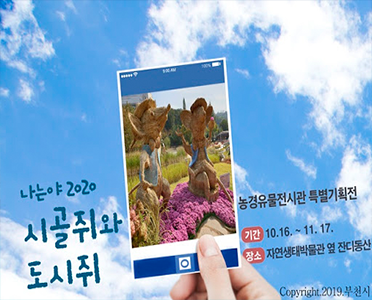 나는야 2020
시골쥐와
도시쥐
농경유물전시관 특별기획전
기간 10.16. ~ 11. 17.
장소 자연생태박물관 옆 잔디동산
Copyright.2019.부천시